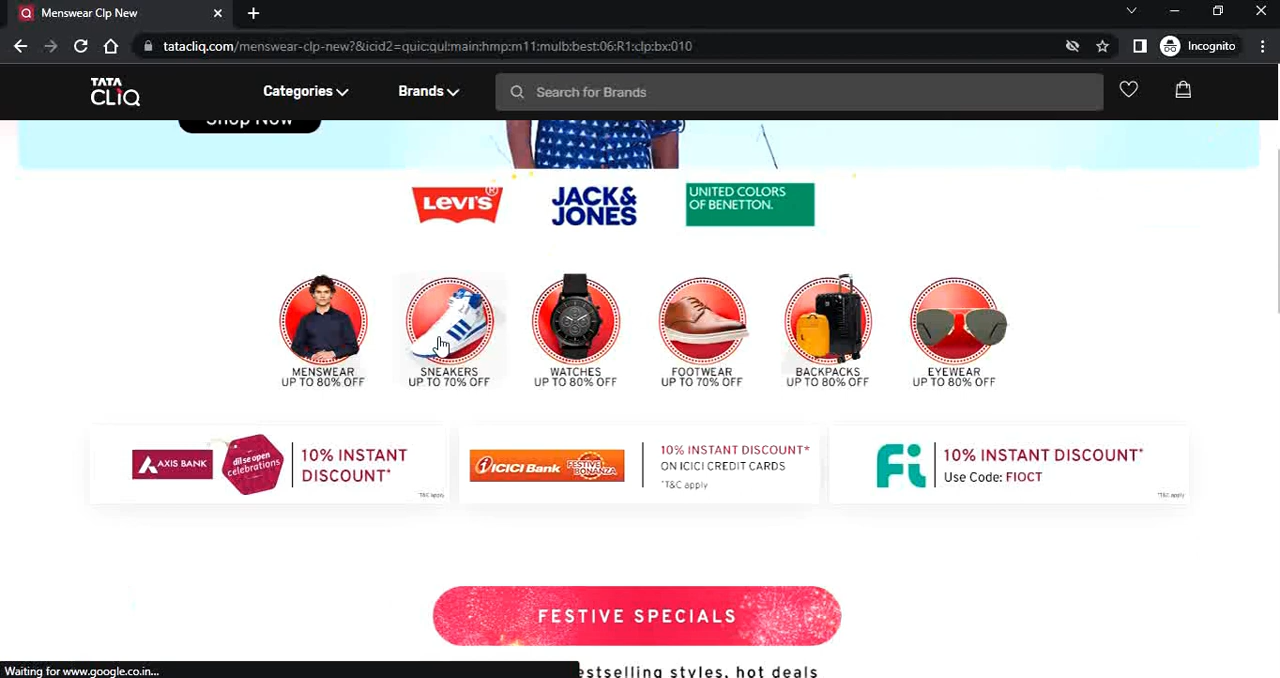 Menswear Clp New
tatacliq.com/menswear-clp-new?&icid2=quic:qul:main:hmp:m11:mulb:best:06:R1:clp:bx:010
Incognito
TATA
CLiQ
Categories
Brands
Search for Brands
Shop Now
LEVI'S®
JACK&
JONES
UNITED COLORS
OF BENETTON.
MENSWEAR
UP TO 80% OFF
SNEAKERS
UP TO 70% OFF
WATCHES
UP TO 80% OFF
FOOTWEAR
UP TO 70% OFF
BACKPACKS
UP TO 80% OFF
EYEWEAR
UP TO 80% OFF
AXIS BANK
dil se open
celebrations
10% INSTANT
DISCOUNT*
*T&C apply
ICICI Bank
FESTIVE
BONANZA
10% INSTANT DISCOUNT*
ON ICICI CREDIT CARDS
*T&C apply
Fi
10% INSTANT DISCOUNT*
Use Code: FIOCT
*T&C apply
FESTIVE SPECIALS
estselling styles, hot deals
Waiting for www.google.co.in...